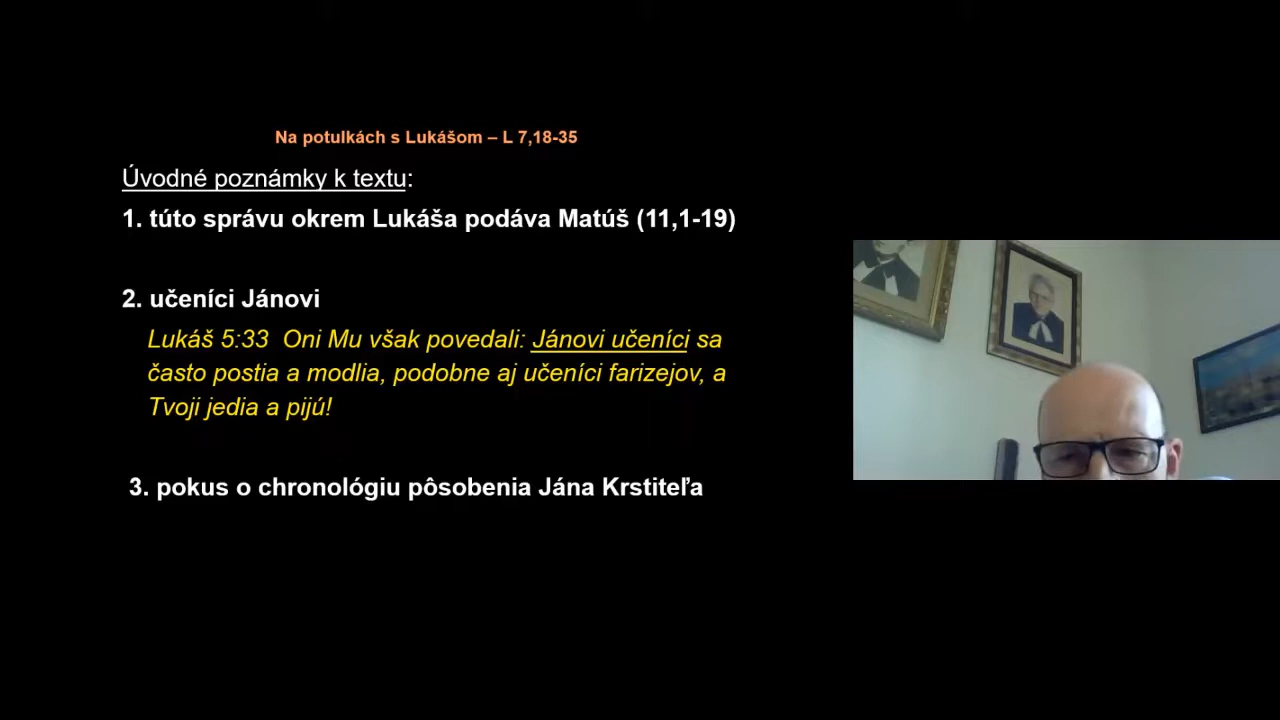 Na potulkách s Lukášom – L 7,18-35
Úvodné poznámky k textu:
1. túto správu okrem Lukáša podáva Matúš (11,1-19)
2. učeníci Jánovi
Lukáš 5:33  Oni Mu však povedali: Jánovi učeníci sa
často postia a modlia, podobne aj učeníci farizejov, a
Tvoji jedia a pijú!
3. pokus o chronológiu pôsobenia Jána Krstiteľa